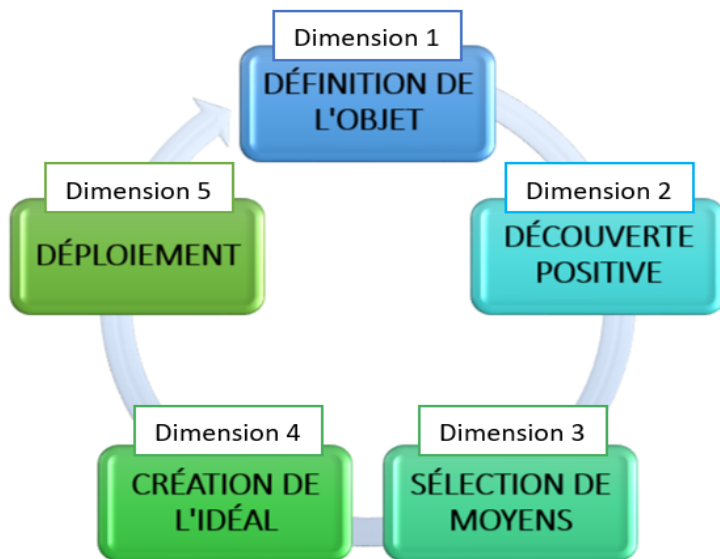 Dimension 1
DÉFINITION DE
L'OBJET
Dimension 2
DÉCOUVERTE
POSITIVE
Dimension 3
SÉLECTION DE
MOYENS
Dimension 4
CRÉATION DE
L'IDÉAL
Dimension 5
DÉPLOIEMENT